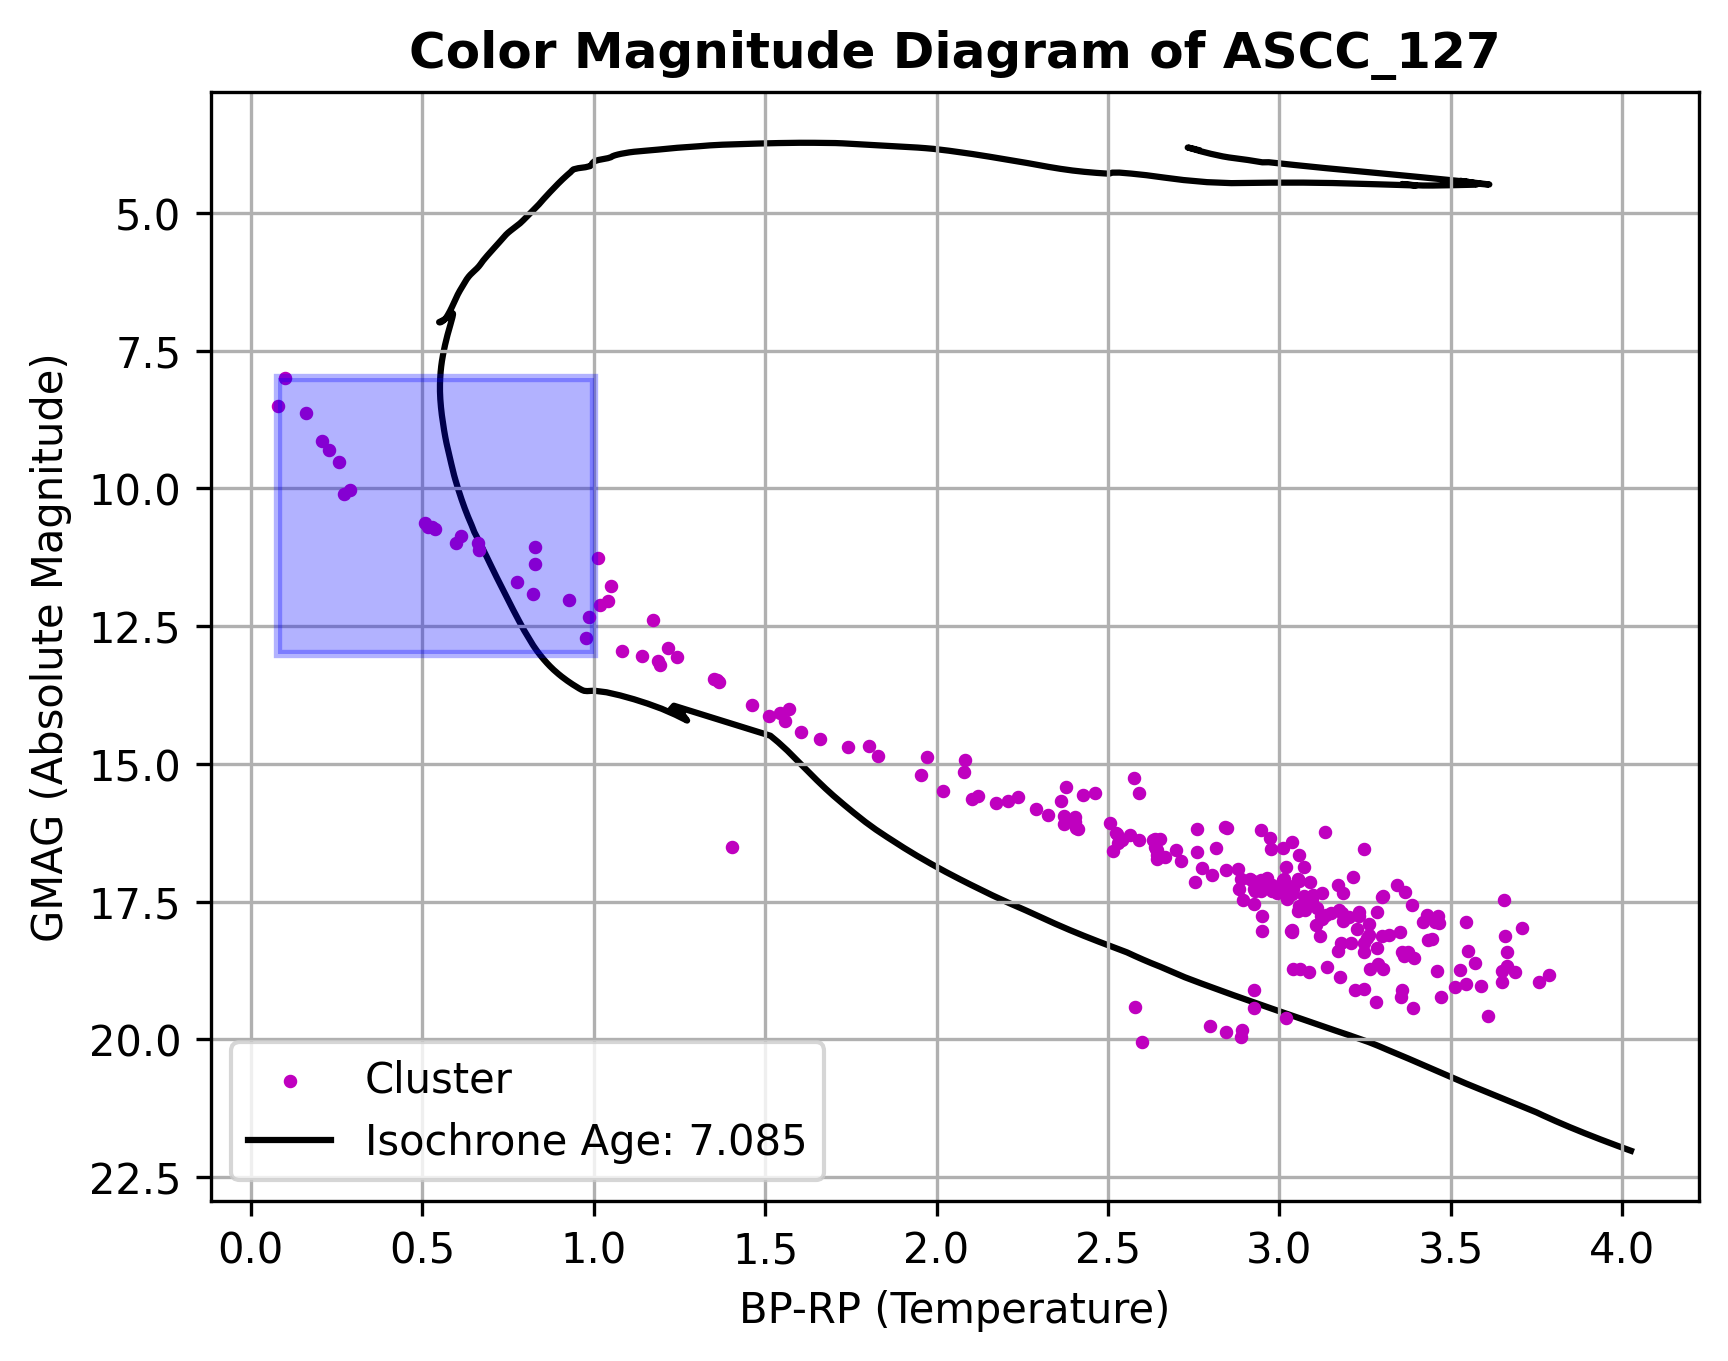 Color Magnitude Diagram of ASCC_127
GMAG (Absolute Magnitude)
5.0
7.5
10.0
12.5
15.0
17.5
20.0
22.5
Cluster
Isochrone Age: 7.085
0.0 0.5 1.0 1.5 2.0 2.5 3.0 3.5 4.0
BP-RP (Temperature)